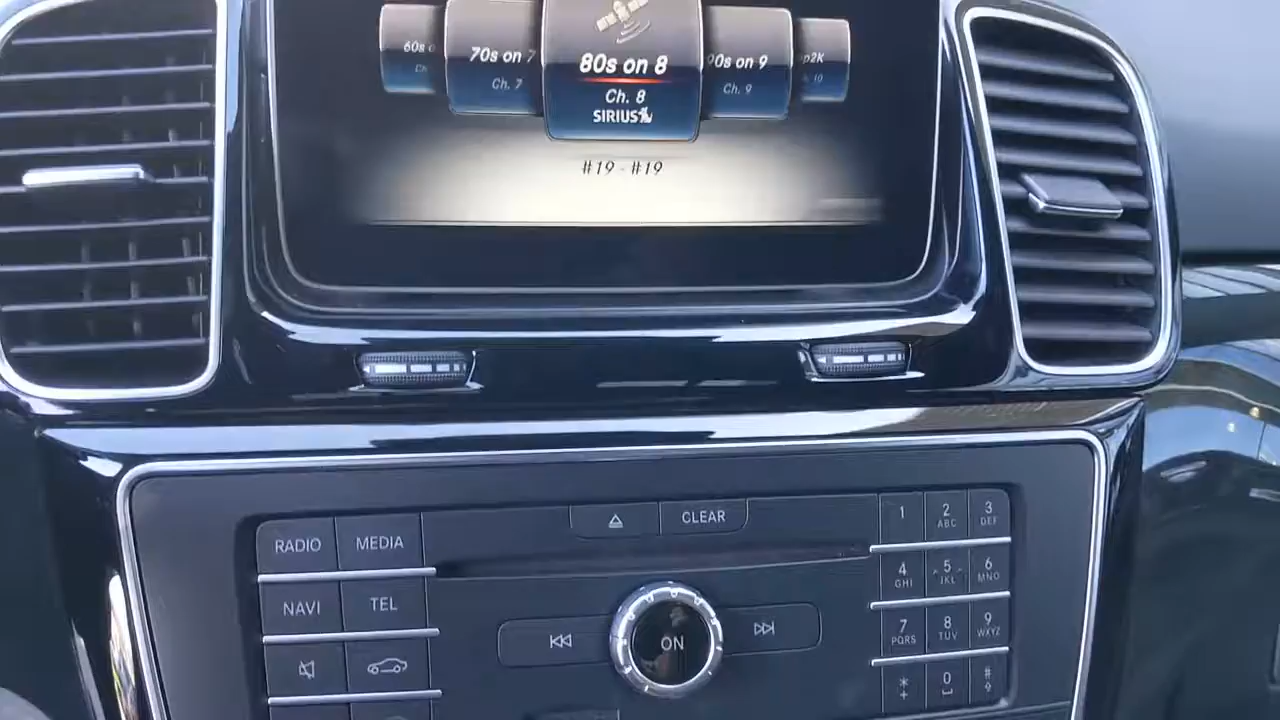 60s
70s on 7
Ch. 7
80s on 8
Ch. 8
SIRIUS
90s on 9
Ch. 9
p2K
10
#19 - #19
CLEAR
RADIO
MEDIA
NAVI
TEL
ON
1
2 ABC
3 DEF
4 GHI
5 JKL
6 MNO
7 PQRS
8 TUV
9 WXYZ
*
+
0
#